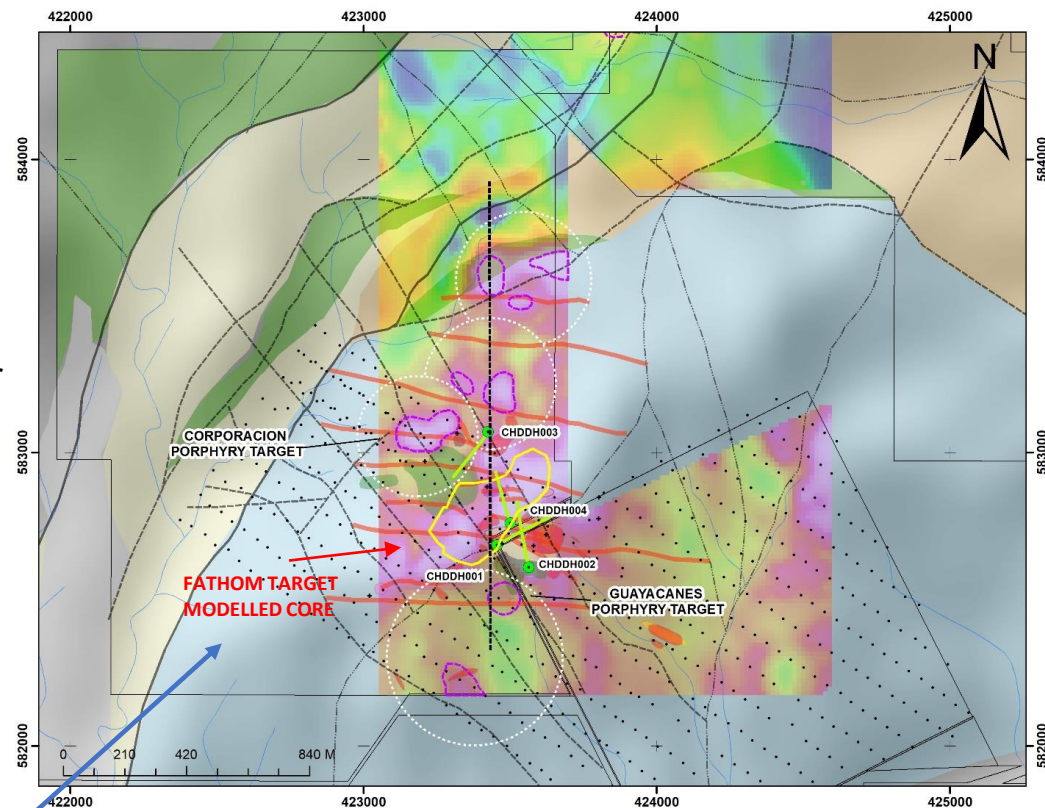 422000 423000 424000 425000
N
584000 584000
CHDDH003
CORPORACION
PORPHYRY TARGET
583000 583000
CHDDH004
CHDDH002
CHDDH001
FATHOM TARGET
MODELLED CORE
GUAYACANES
PORPHYRY TARGET
582000 582000
0 210 420 840 M
422000 423000 424000 425000